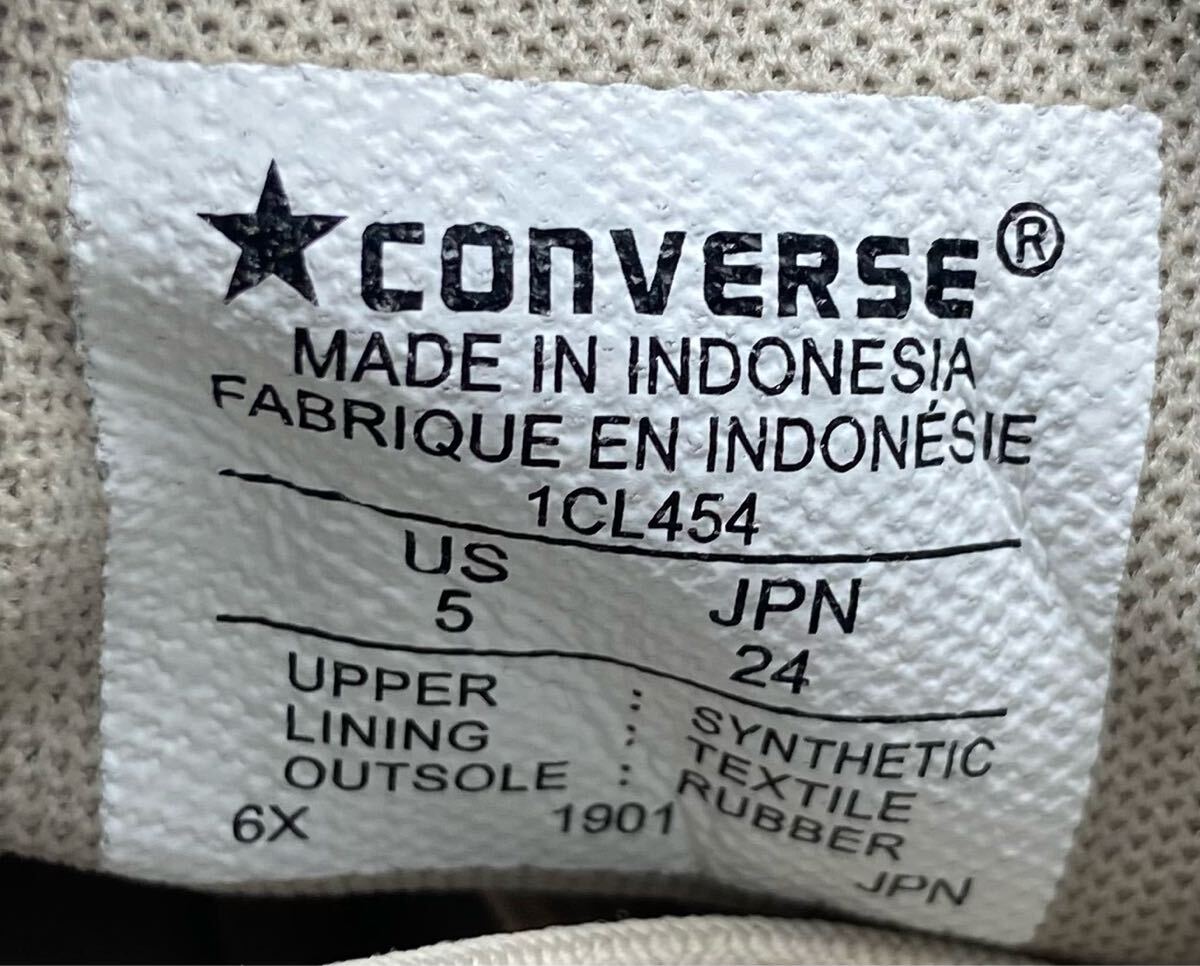 CONVERSE®
MADE IN INDONESIA
FABRIQUE EN INDONÉSIE
1CL454
US JPN
5 24
UPPER : SYNTHETIC
LINING : TEXTILE
OUTSOLE : RUBBER
6X 1901 JPN